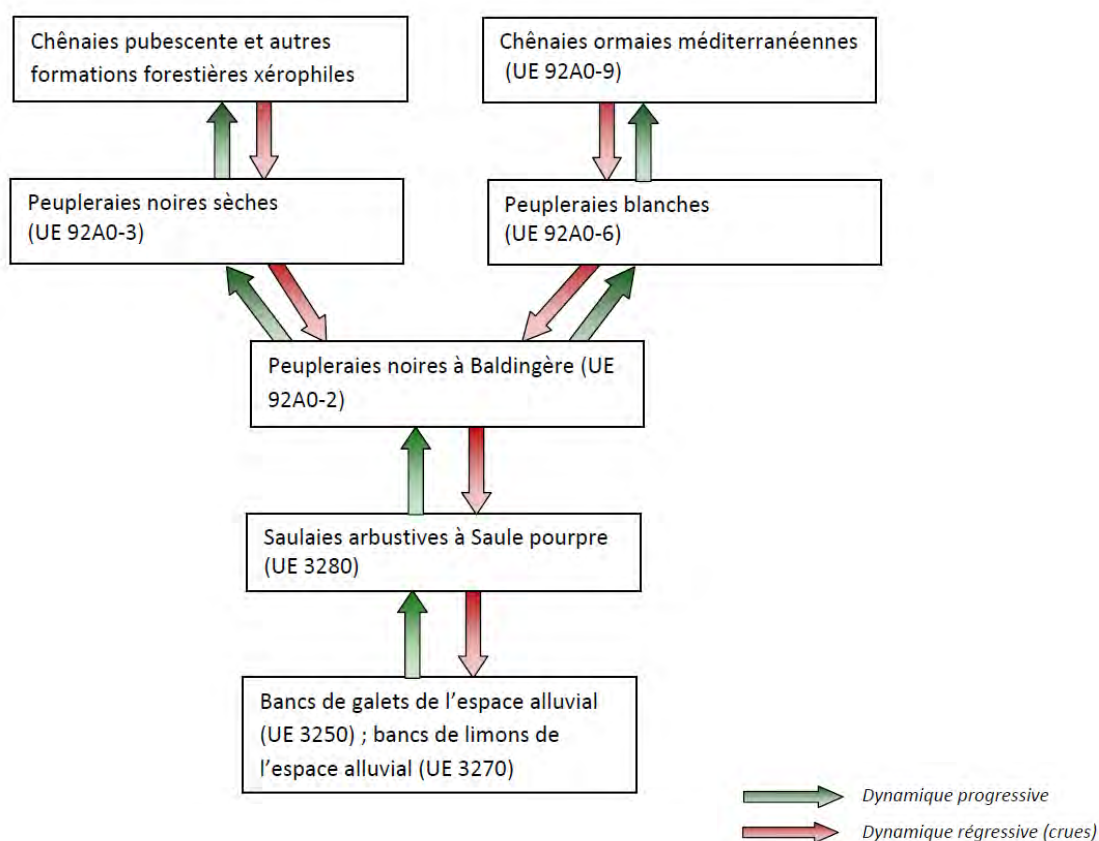 Chênaies pubescente et autres
formations forestières xérophiles
Chênaies ormaies méditerranéennes
(UE 92A0-9)
Peupleraies noires sèches
(UE 92A0-3)
Peupleraies blanches
(UE 92A0-6)
Peupleraies noires à Baldingère (UE
92A0-2)
Saulaies arbustives à Saule pourpre
(UE 3280)
Bancs de galets de l’espace alluvial
(UE 3250) ; bancs de limons de
l’espace alluvial (UE 3270)
Dynamique progressive
Dynamique régressive (crues)